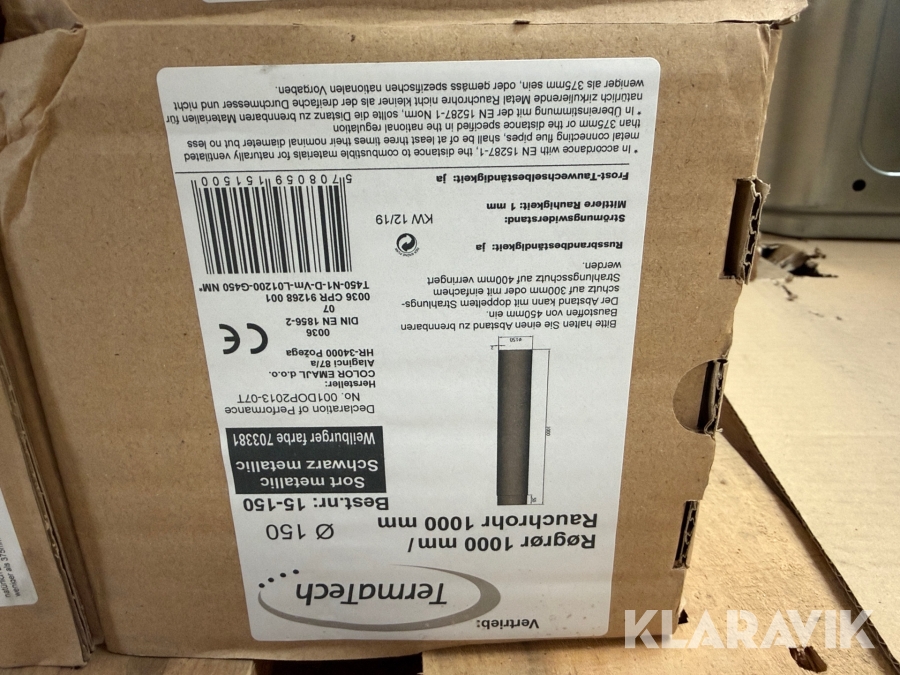 Vertrieb:
TermaTech
Røgrør 1000 mm/
Rauchrohr 1000 mm
Ø 150
Best.nr: 15-150
Sort metallic
Schwarz metallic
Weilburger farbe 703381
Declaration of Performance
No. 001DOP2013-07T
Hersteller:
COLOR EMAJL d.o.o.
Alaginci 87/a
HR-34000 Požega
CE
0036
07
DIN EN 1856-2
0036 CPR 91268 001
T450-N1-D-Vm-L01200-G450 NM*
5 708059 151500
1000
ø150
Bitte halten Sie einen Abstand zu brennbaren
Baustoffen von 450mm ein.
Der Abstand kann mit doppeltem Strahlungs-
schutz auf 300mm oder mit einfachem
Strahlungsschutz auf 400mm verringert
werden.
Russbrandbeständigkeit: ja
Strömungswiderstand:
Mittlere Rauhigkeit: 1 mm
Frost-Tauwechselbeständigkeit: ja
KW 12/19
* In accordance with EN 15287-1, the distance to combustible materials for naturally ventilated
metal connecting flue pipes, shall be of at least three times their nominal diameter but no less
than 375mm or the distance specified in the national regulation
* In Übereinstimmung mit der EN 15287-1 Norm, sollte die Distanz zu brennbaren Materialien für
natürlich zirkulierende Metal Rauchrohre nicht kleiner als der dreifache Durchmesser und nicht
weniger als 375mm sein, oder gemäss spezifischen nationalen Vorgaben.
weniger als 375m
KLARAVIK